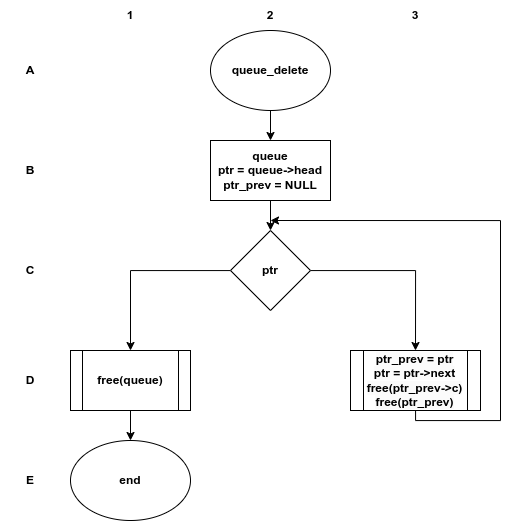 1 2 3
A
queue_delete
B
queue
ptr = queue->head
ptr_prev = NULL
C
ptr
D
free(queue)
ptr_prev = ptr
ptr = ptr->next
free(ptr_prev->c)
free(ptr_prev)
E
end